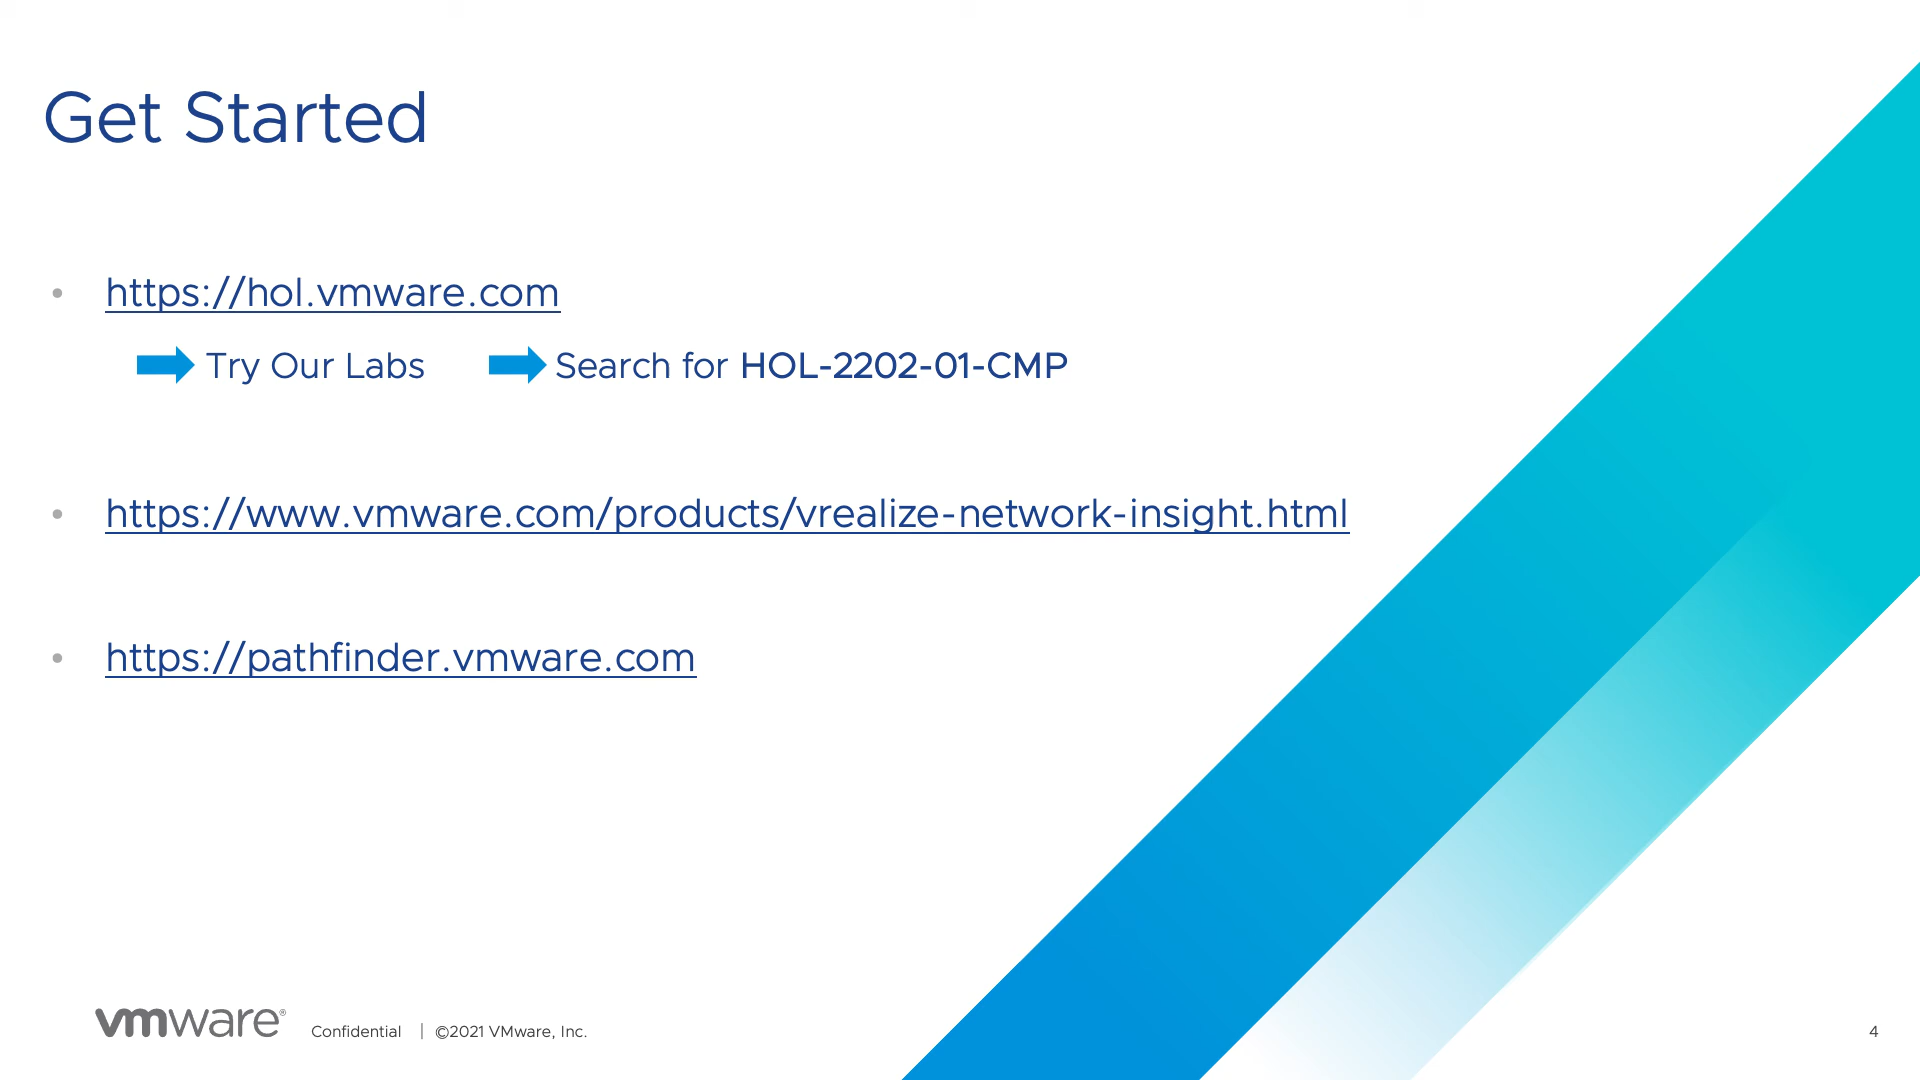 Get Started
• https://hol.vmware.com
Try Our Labs Search for HOL-2202-01-CMP
• https://www.vmware.com/products/vrealize-network-insight.html
• https://pathfinder.vmware.com
vmware® Confidential | ©2021 VMware, Inc. 4